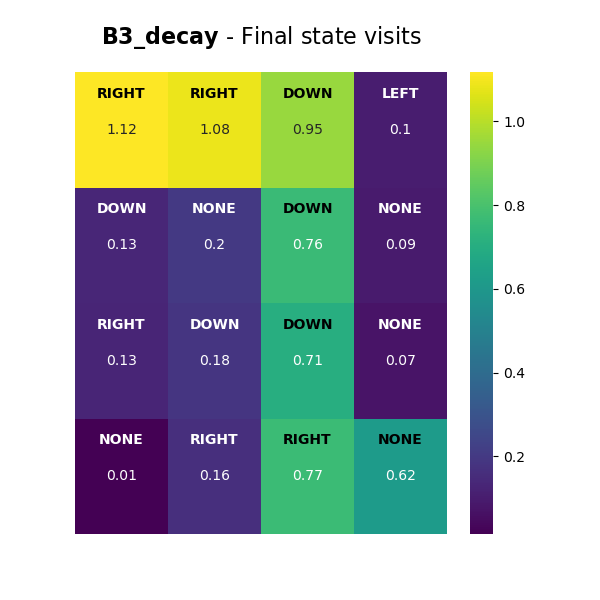 B3_decay - Final state visits
RIGHT RIGHT DOWN LEFT
1.12 1.08 0.95 0.1
1.0
DOWN NONE DOWN NONE
0.8
0.13 0.2 0.76 0.09
0.6
RIGHT DOWN DOWN NONE
0.13 0.18 0.71 0.07
0.4
NONE RIGHT RIGHT NONE
0.2
0.01 0.16 0.77 0.62